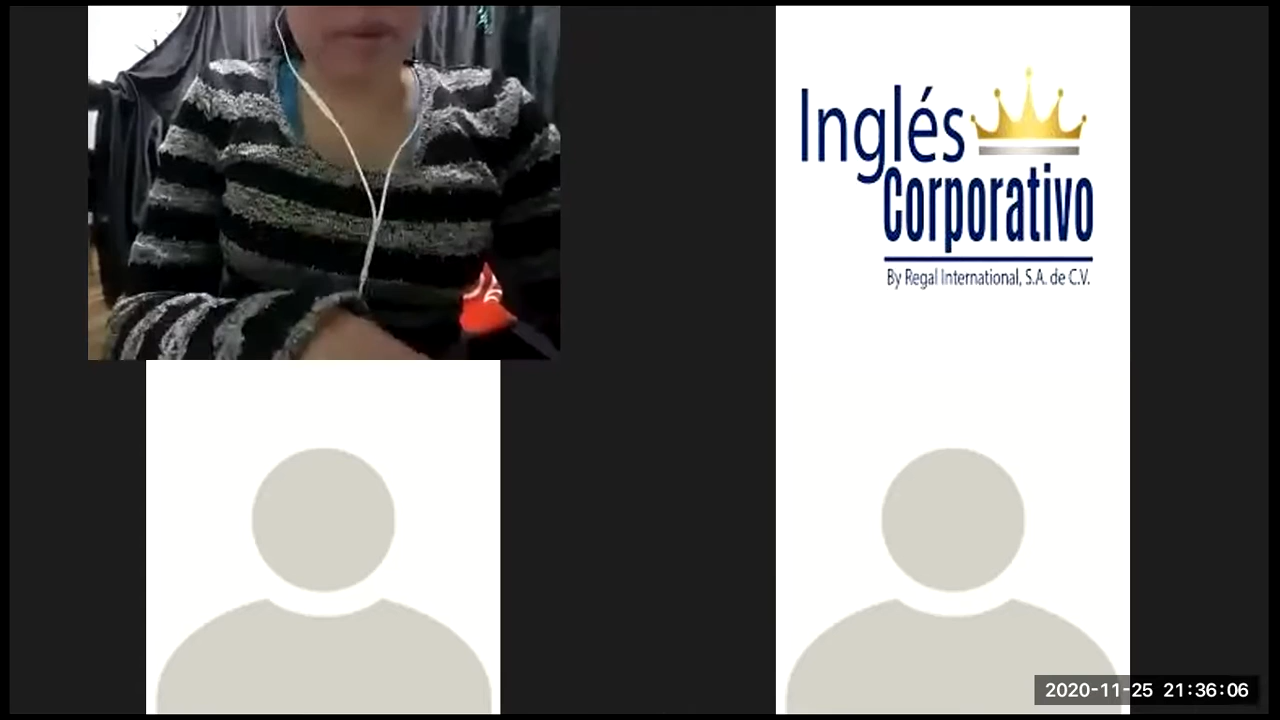 Inglés
Corporativo
By Regal International, S.A. de C.V.
2020-11-25 21:36:06